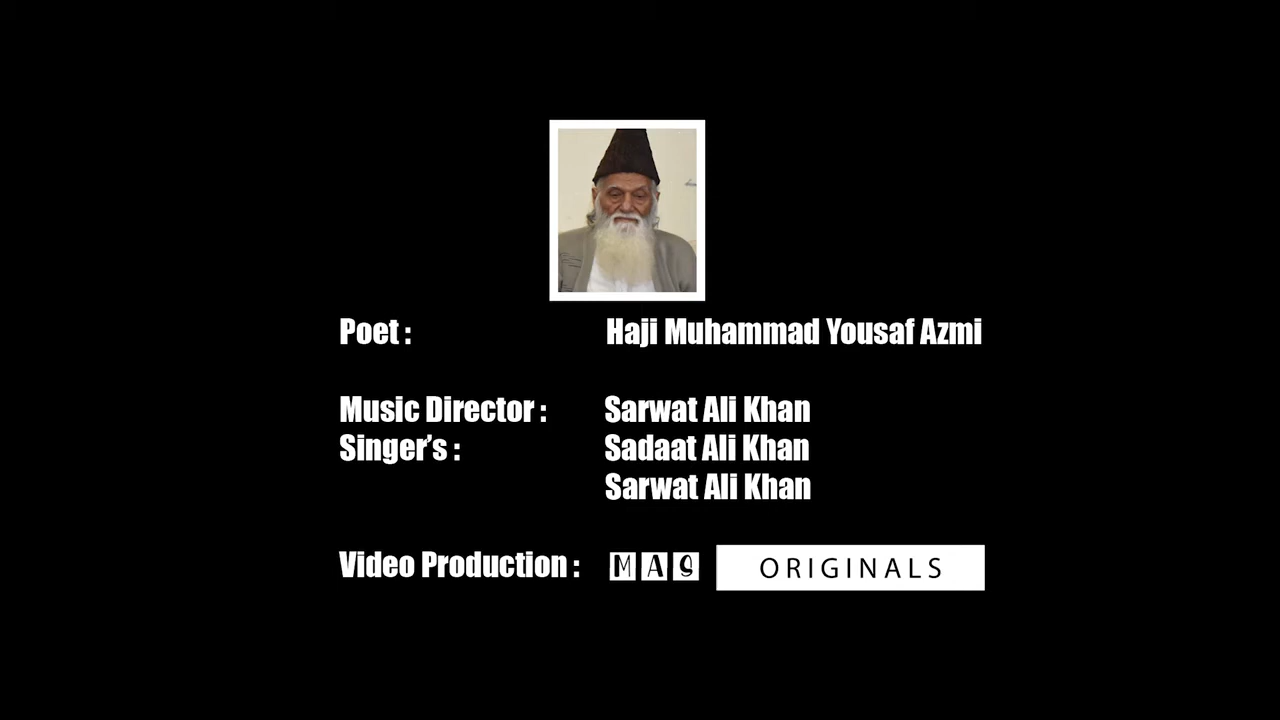 Poet : Haji Muhammad Yousaf Azmi
Music Director : Sarwat Ali Khan
Singer's : Sadaat Ali Khan
Sarwat Ali Khan
Video Production : MAG ORIGINALS